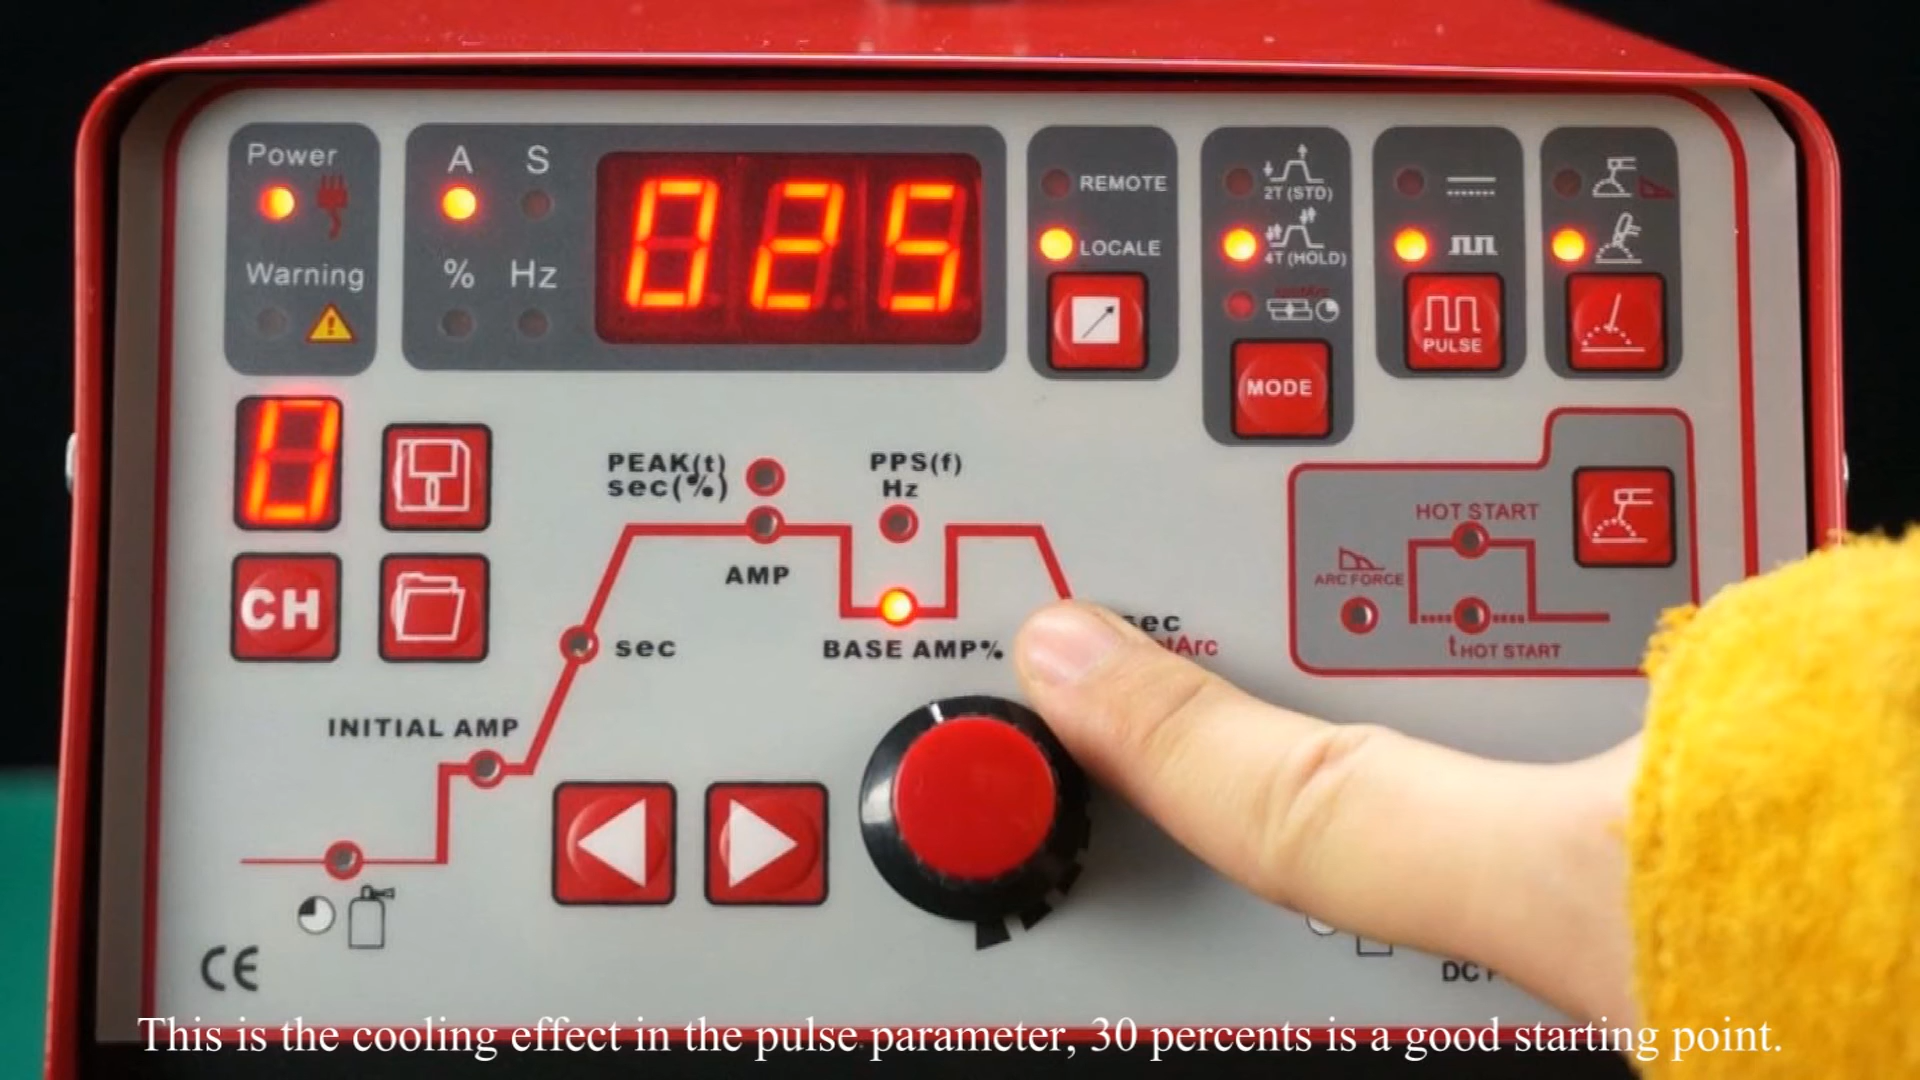 Power
A
S
025
REMOTE
2T (STD)
Warning
%
Hz
LOCALE
4T (HOLD)
PULSE
MODE
0
PEAK(t)
sec(%)
PPS(f)
Hz
HOT START
AMP
ARC FORCE
CH
sec
BASE AMP%
sec
tArc
t HOT START
INITIAL AMP
CE
DC
This is the cooling effect in the pulse parameter, 30 percents is a good starting point.